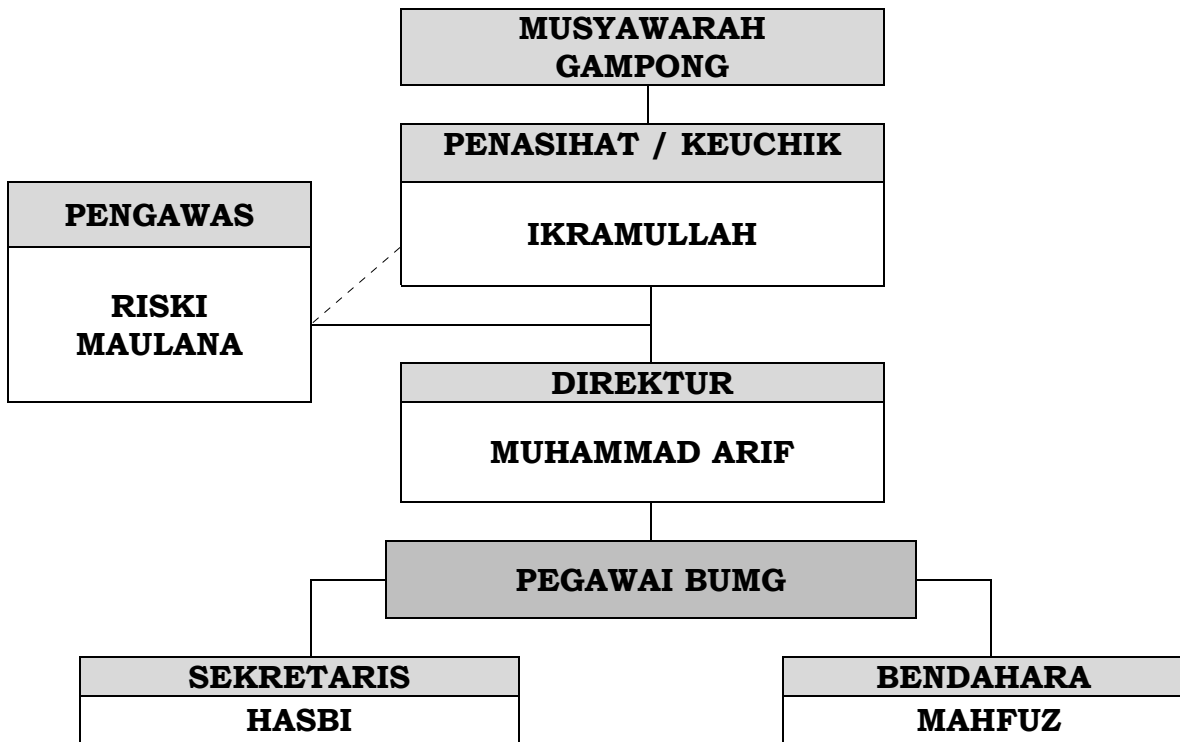 MUSYAWARAH
GAMPONG
PENASIHAT / KEUCHIK
IKRAMULLAH
PENGAWAS
RISKI
MAULANA
DIREKTUR
MUHAMMAD ARIF
PEGAWAI BUMG
SEKRETARIS
HASBI
BENDAHARA
MAHFUZ